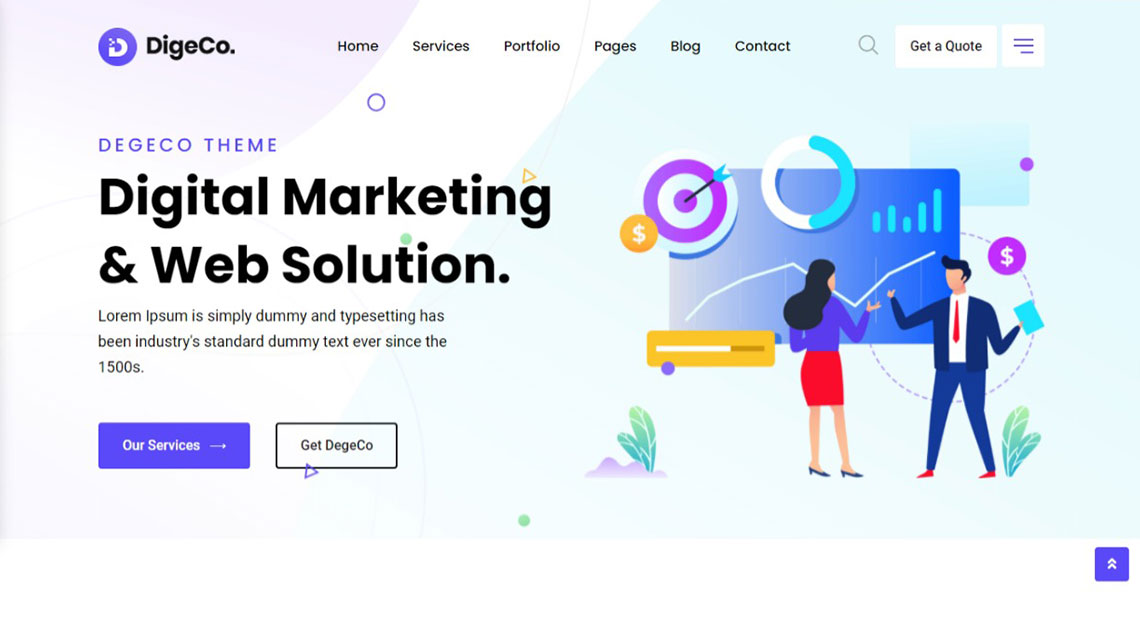 DigeCo.
Home Services Portfolio Pages Blog Contact
Get a Quote
DEGECO THEME
Digital Marketing
& Web Solution.
Lorem Ipsum is simply dummy and typesetting has
been industry's standard dummy text ever since the
1500s.
Our Services →
Get DegeCo
$
$